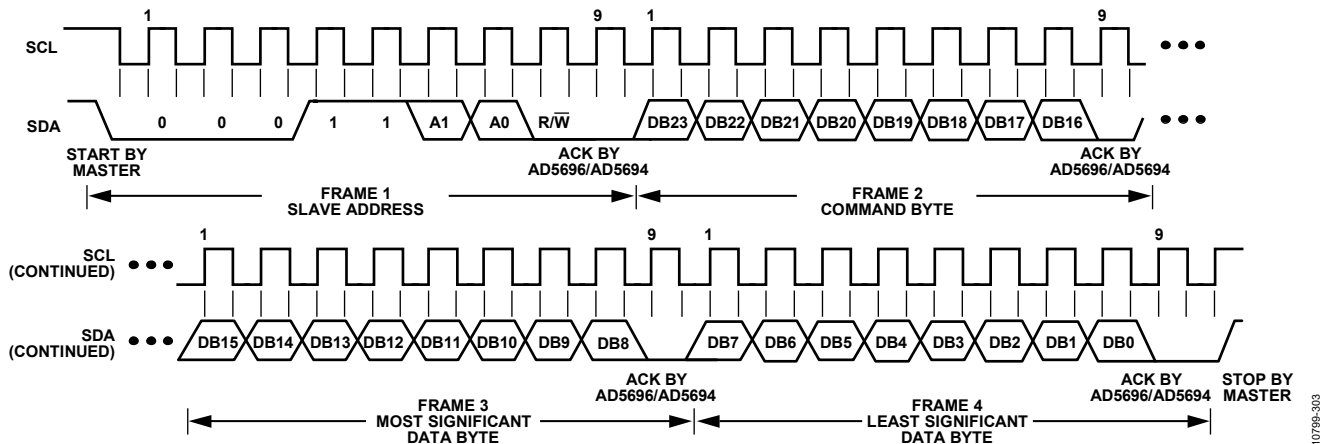 1 9 1 9
SCL
SDA
0 0 0 1 1 A1 A0 R/W̅ DB23 DB22 DB21 DB20 DB19 DB18 DB17 DB16
START BY
MASTER
ACK BY
AD5696/AD5694
ACK BY
AD5696/AD5694
FRAME 1
SLAVE ADDRESS
FRAME 2
COMMAND BYTE
1 9 1 9
SCL
(CONTINUED)
SDA
(CONTINUED)
DB15 DB14 DB13 DB12 DB11 DB10 DB9 DB8 DB7 DB6 DB5 DB4 DB3 DB2 DB1 DB0
ACK BY
AD5696/AD5694
ACK BY
AD5696/AD5694
STOP BY
MASTER
FRAME 3
MOST SIGNIFICANT
DATA BYTE
FRAME 4
LEAST SIGNIFICANT
DATA BYTE
10799-303